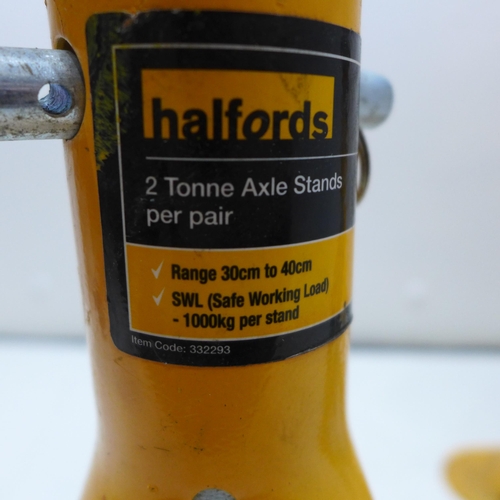 halfords
2 Tonne Axle Stands
per pair
✓ Range 30cm to 40cm
✓ SWL (Safe Working Load)
- 1000kg per stand
Item Code: 332293